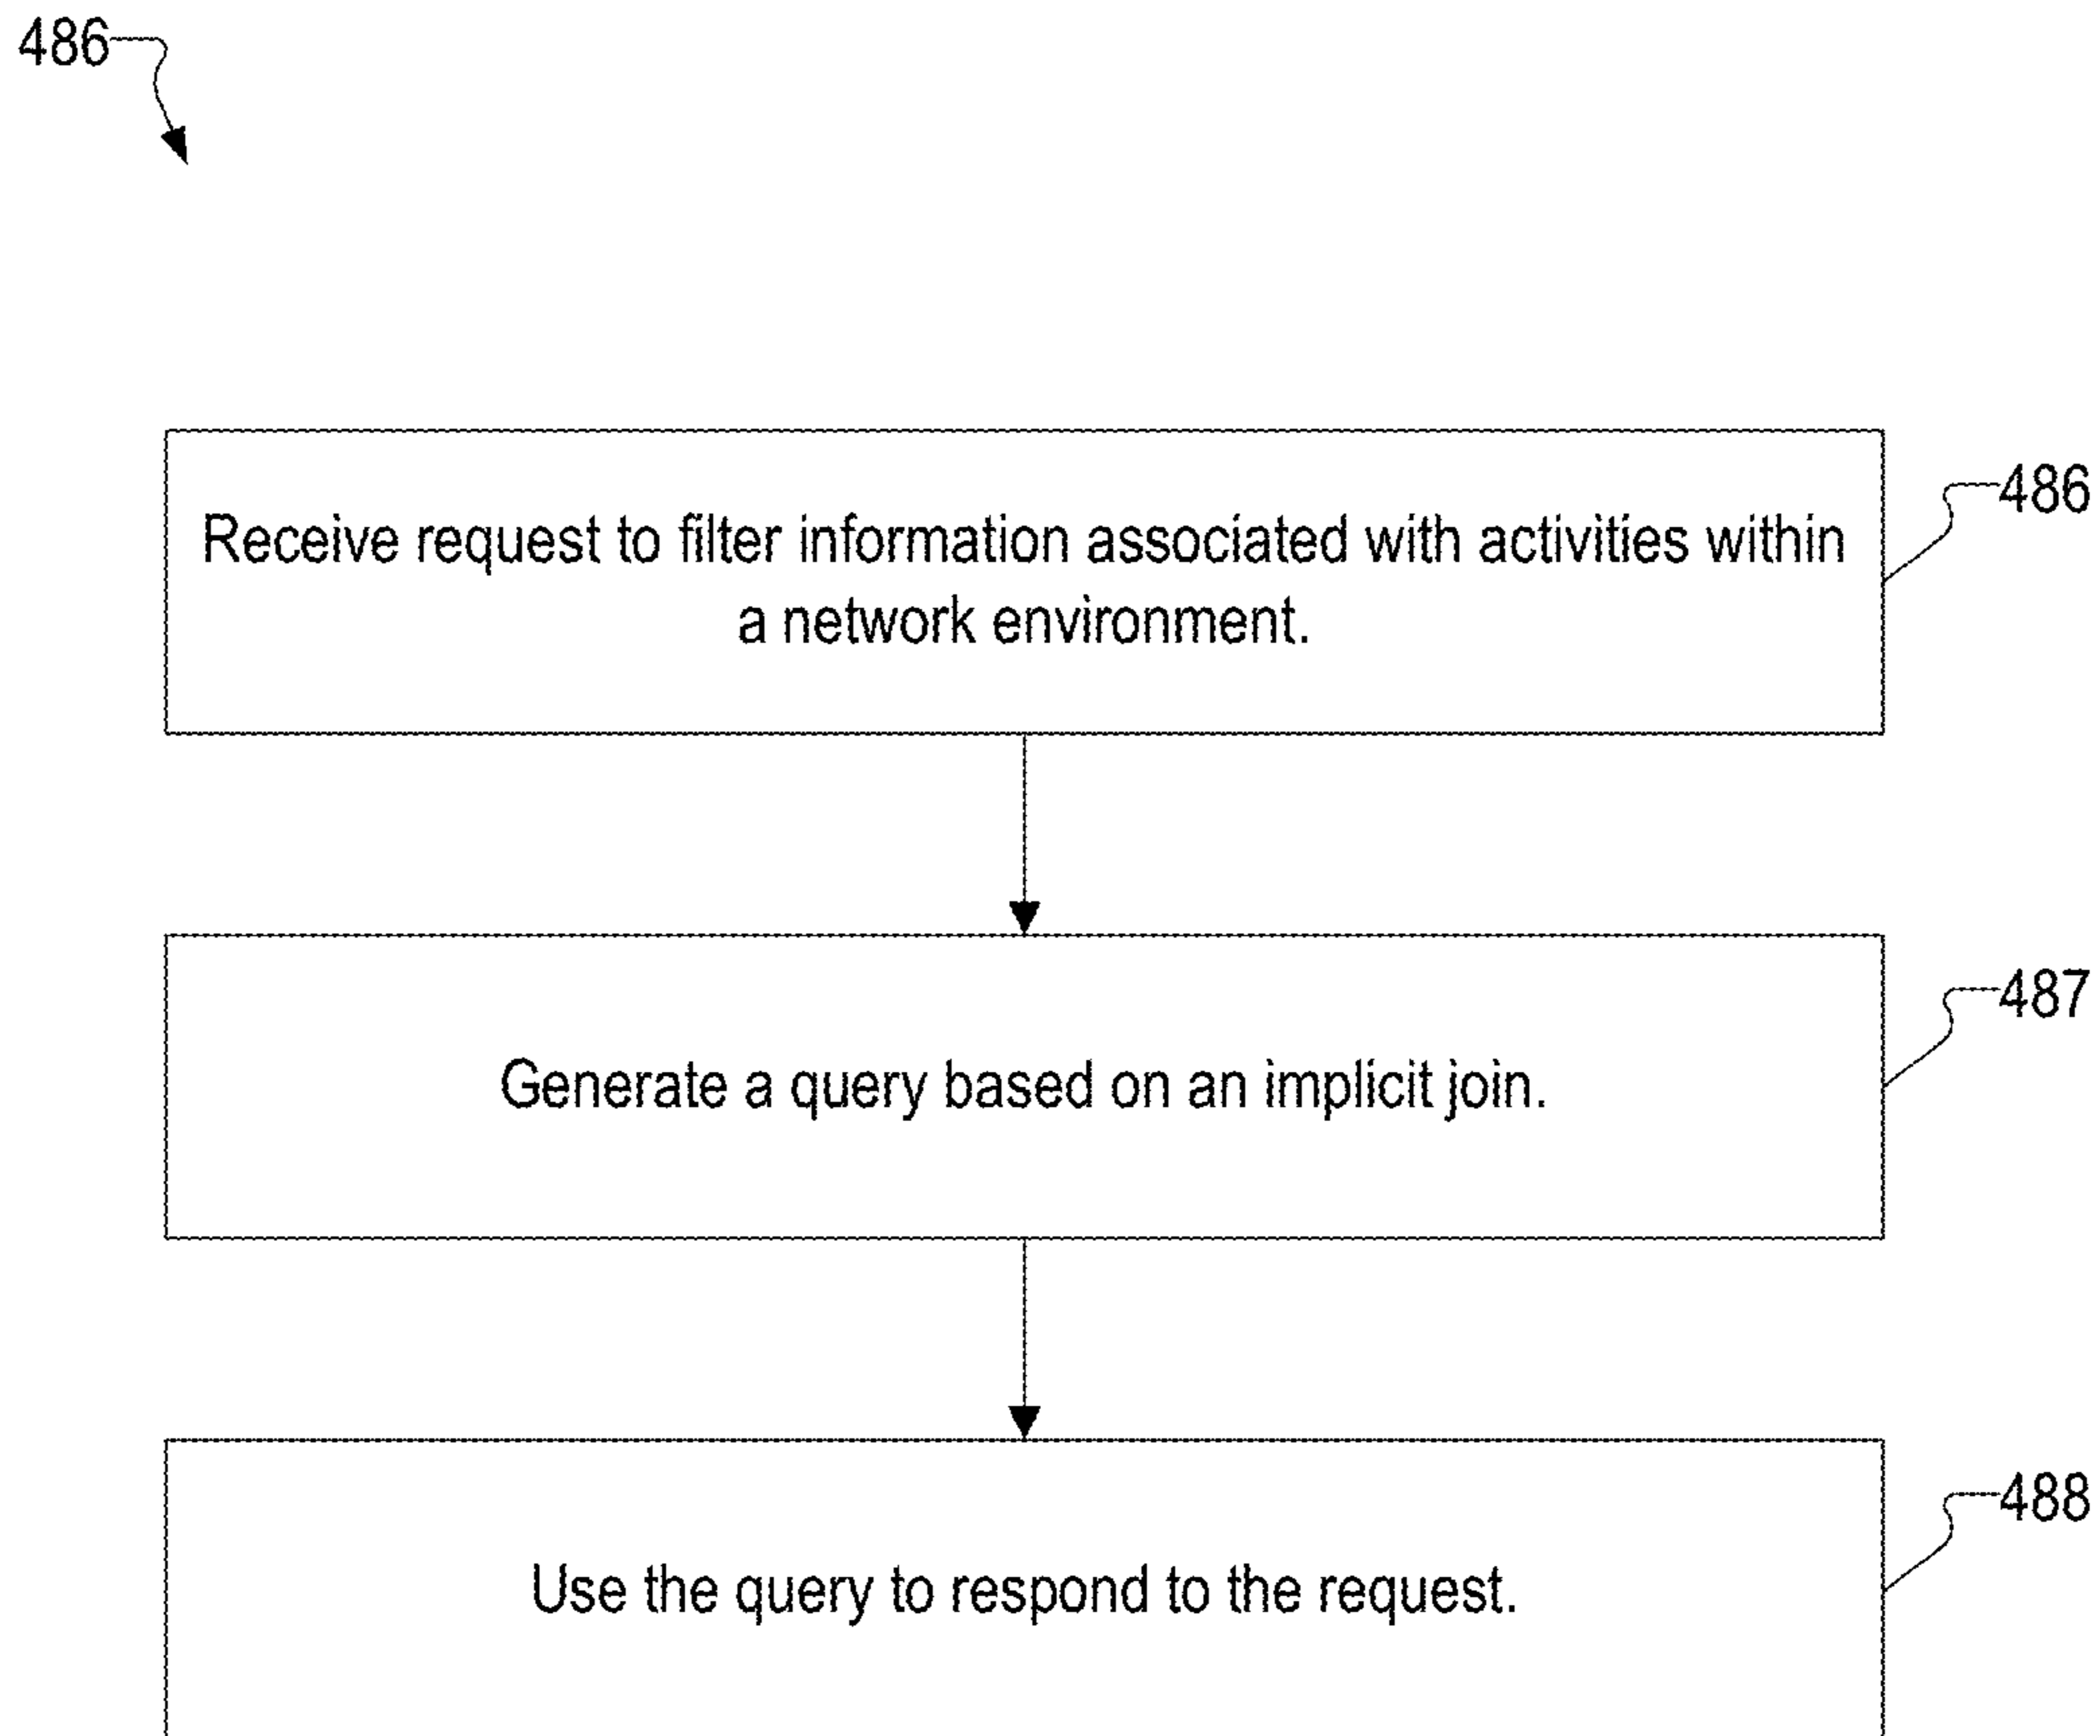 486
Receive request to filter information associated with activities within
a network environment.
486
Generate a query based on an implicit join.
487
Use the query to respond to the request.
488